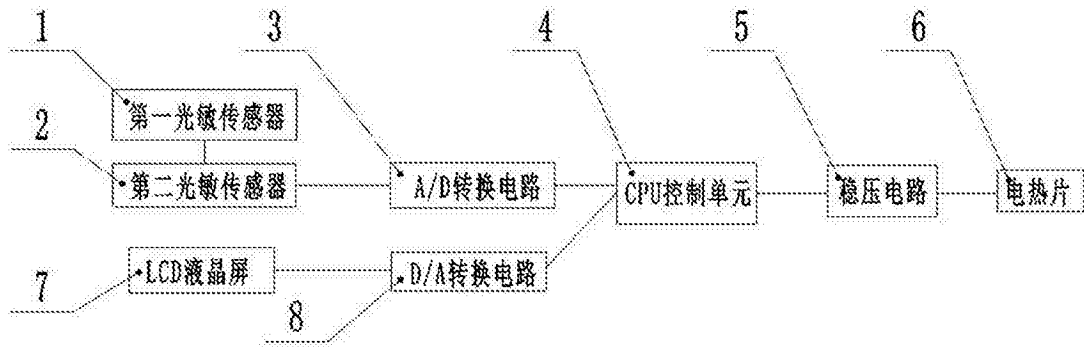 1
3
4
5
6
第一光敏传感器
2
第二光敏传感器
A/D转换电路
CPU控制单元
稳压电路
电热片
7
LCD液晶屏
D/A转换电路
8